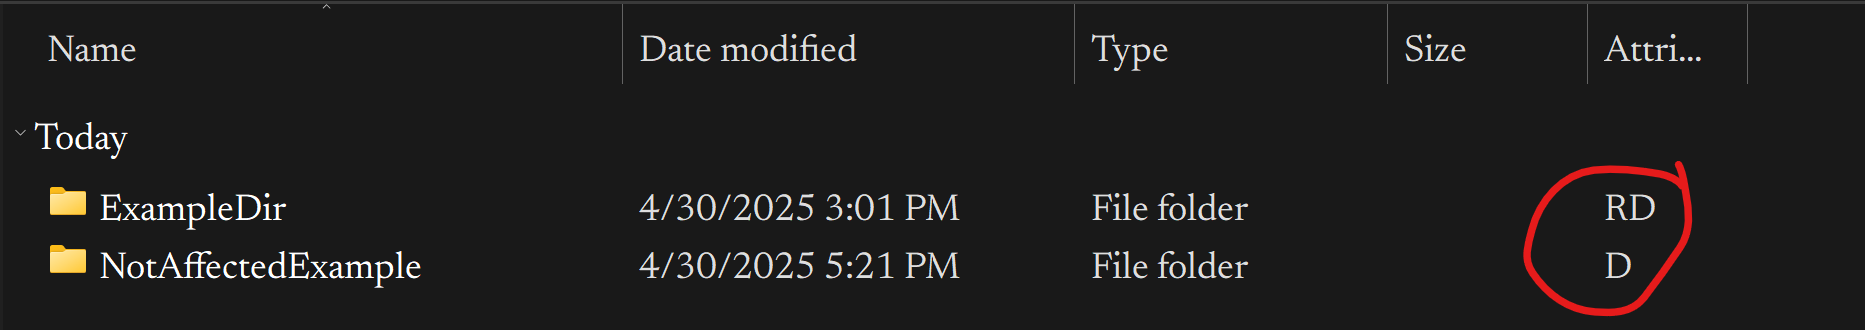 Name Date modified Type Size Attri...
Today
ExampleDir 4/30/2025 3:01 PM File folder RD
NotAffectedExample 4/30/2025 5:21 PM File folder D